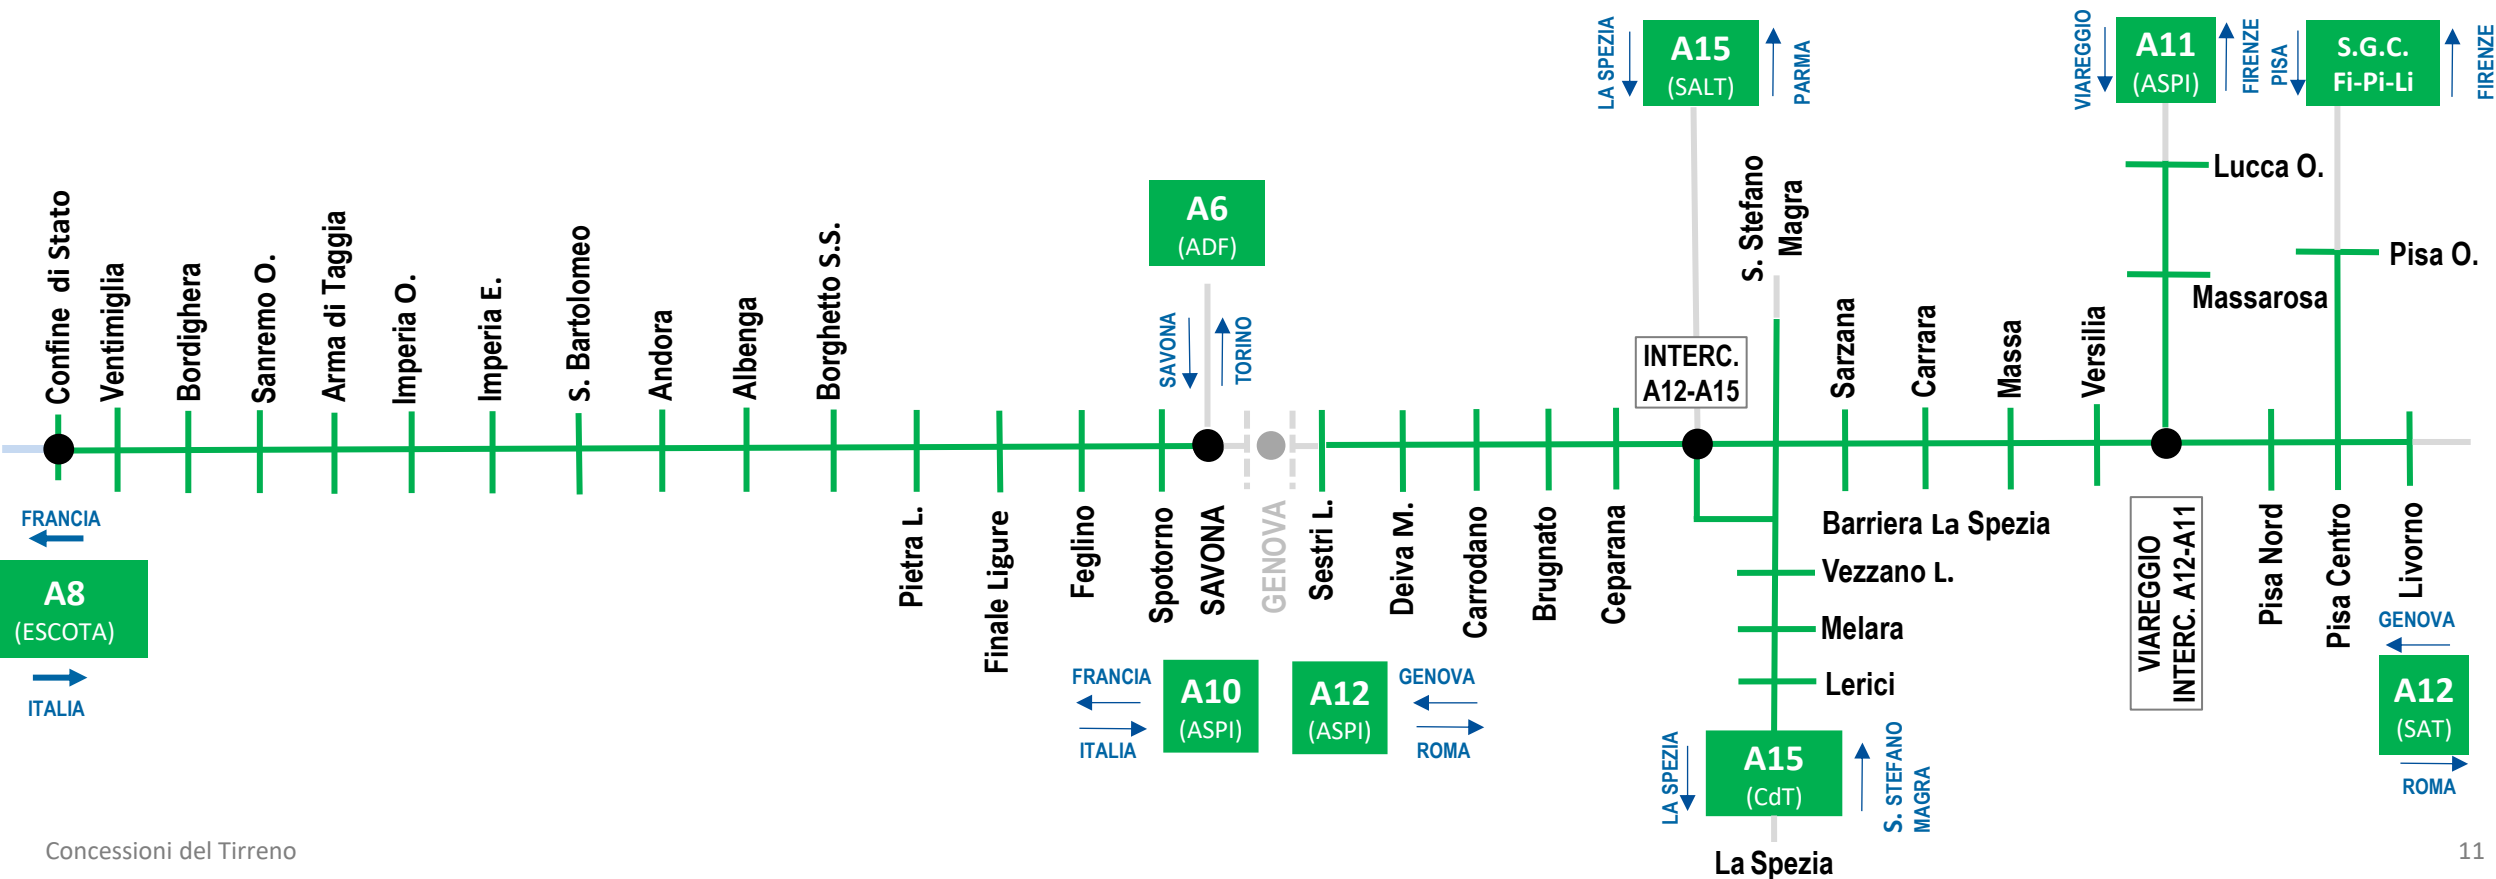 LA SPEZIA
A15
(SALT)
PARMA
VIAREGGIO
A11
(ASPI)
FIRENZE
PISA
S.G.C.
Fi-Pi-Li
FIRENZE
Confine di Stato
Ventimiglia
Bordighera
Sanremo O.
Arma di Taggia
Imperia O.
Imperia E.
S. Bartolomeo
Andora
Albenga
Borghetto S.S.
A6
(ADF)
SAVONA
TORINO
INTERC.
A12-A15
S. Stefano
Magra
Sarzana
Carrara
Massa
Versilia
Lucca O.
Massarosa
Pisa O.
FRANCIA
A8
(ESCOTA)
ITALIA
Pietra L.
Finale Ligure
Feglino
Spotorno
SAVONA
GENOVA
Sestri L.
Deiva M.
Carrodano
Brugnato
Ceparana
Barriera La Spezia
Vezzano L.
Melara
Lerici
VIAREGGIO
INTERC. A12-A11
Pisa Nord
Pisa Centro
Livorno
FRANCIA
ITALIA
A10
(ASPI)
A12
(ASPI)
GENOVA
ROMA
LA SPEZIA
A15
(CdT)
S. STEFANO
MAGRA
La Spezia
GENOVA
A12
(SAT)
ROMA
Concessioni del Tirreno
11